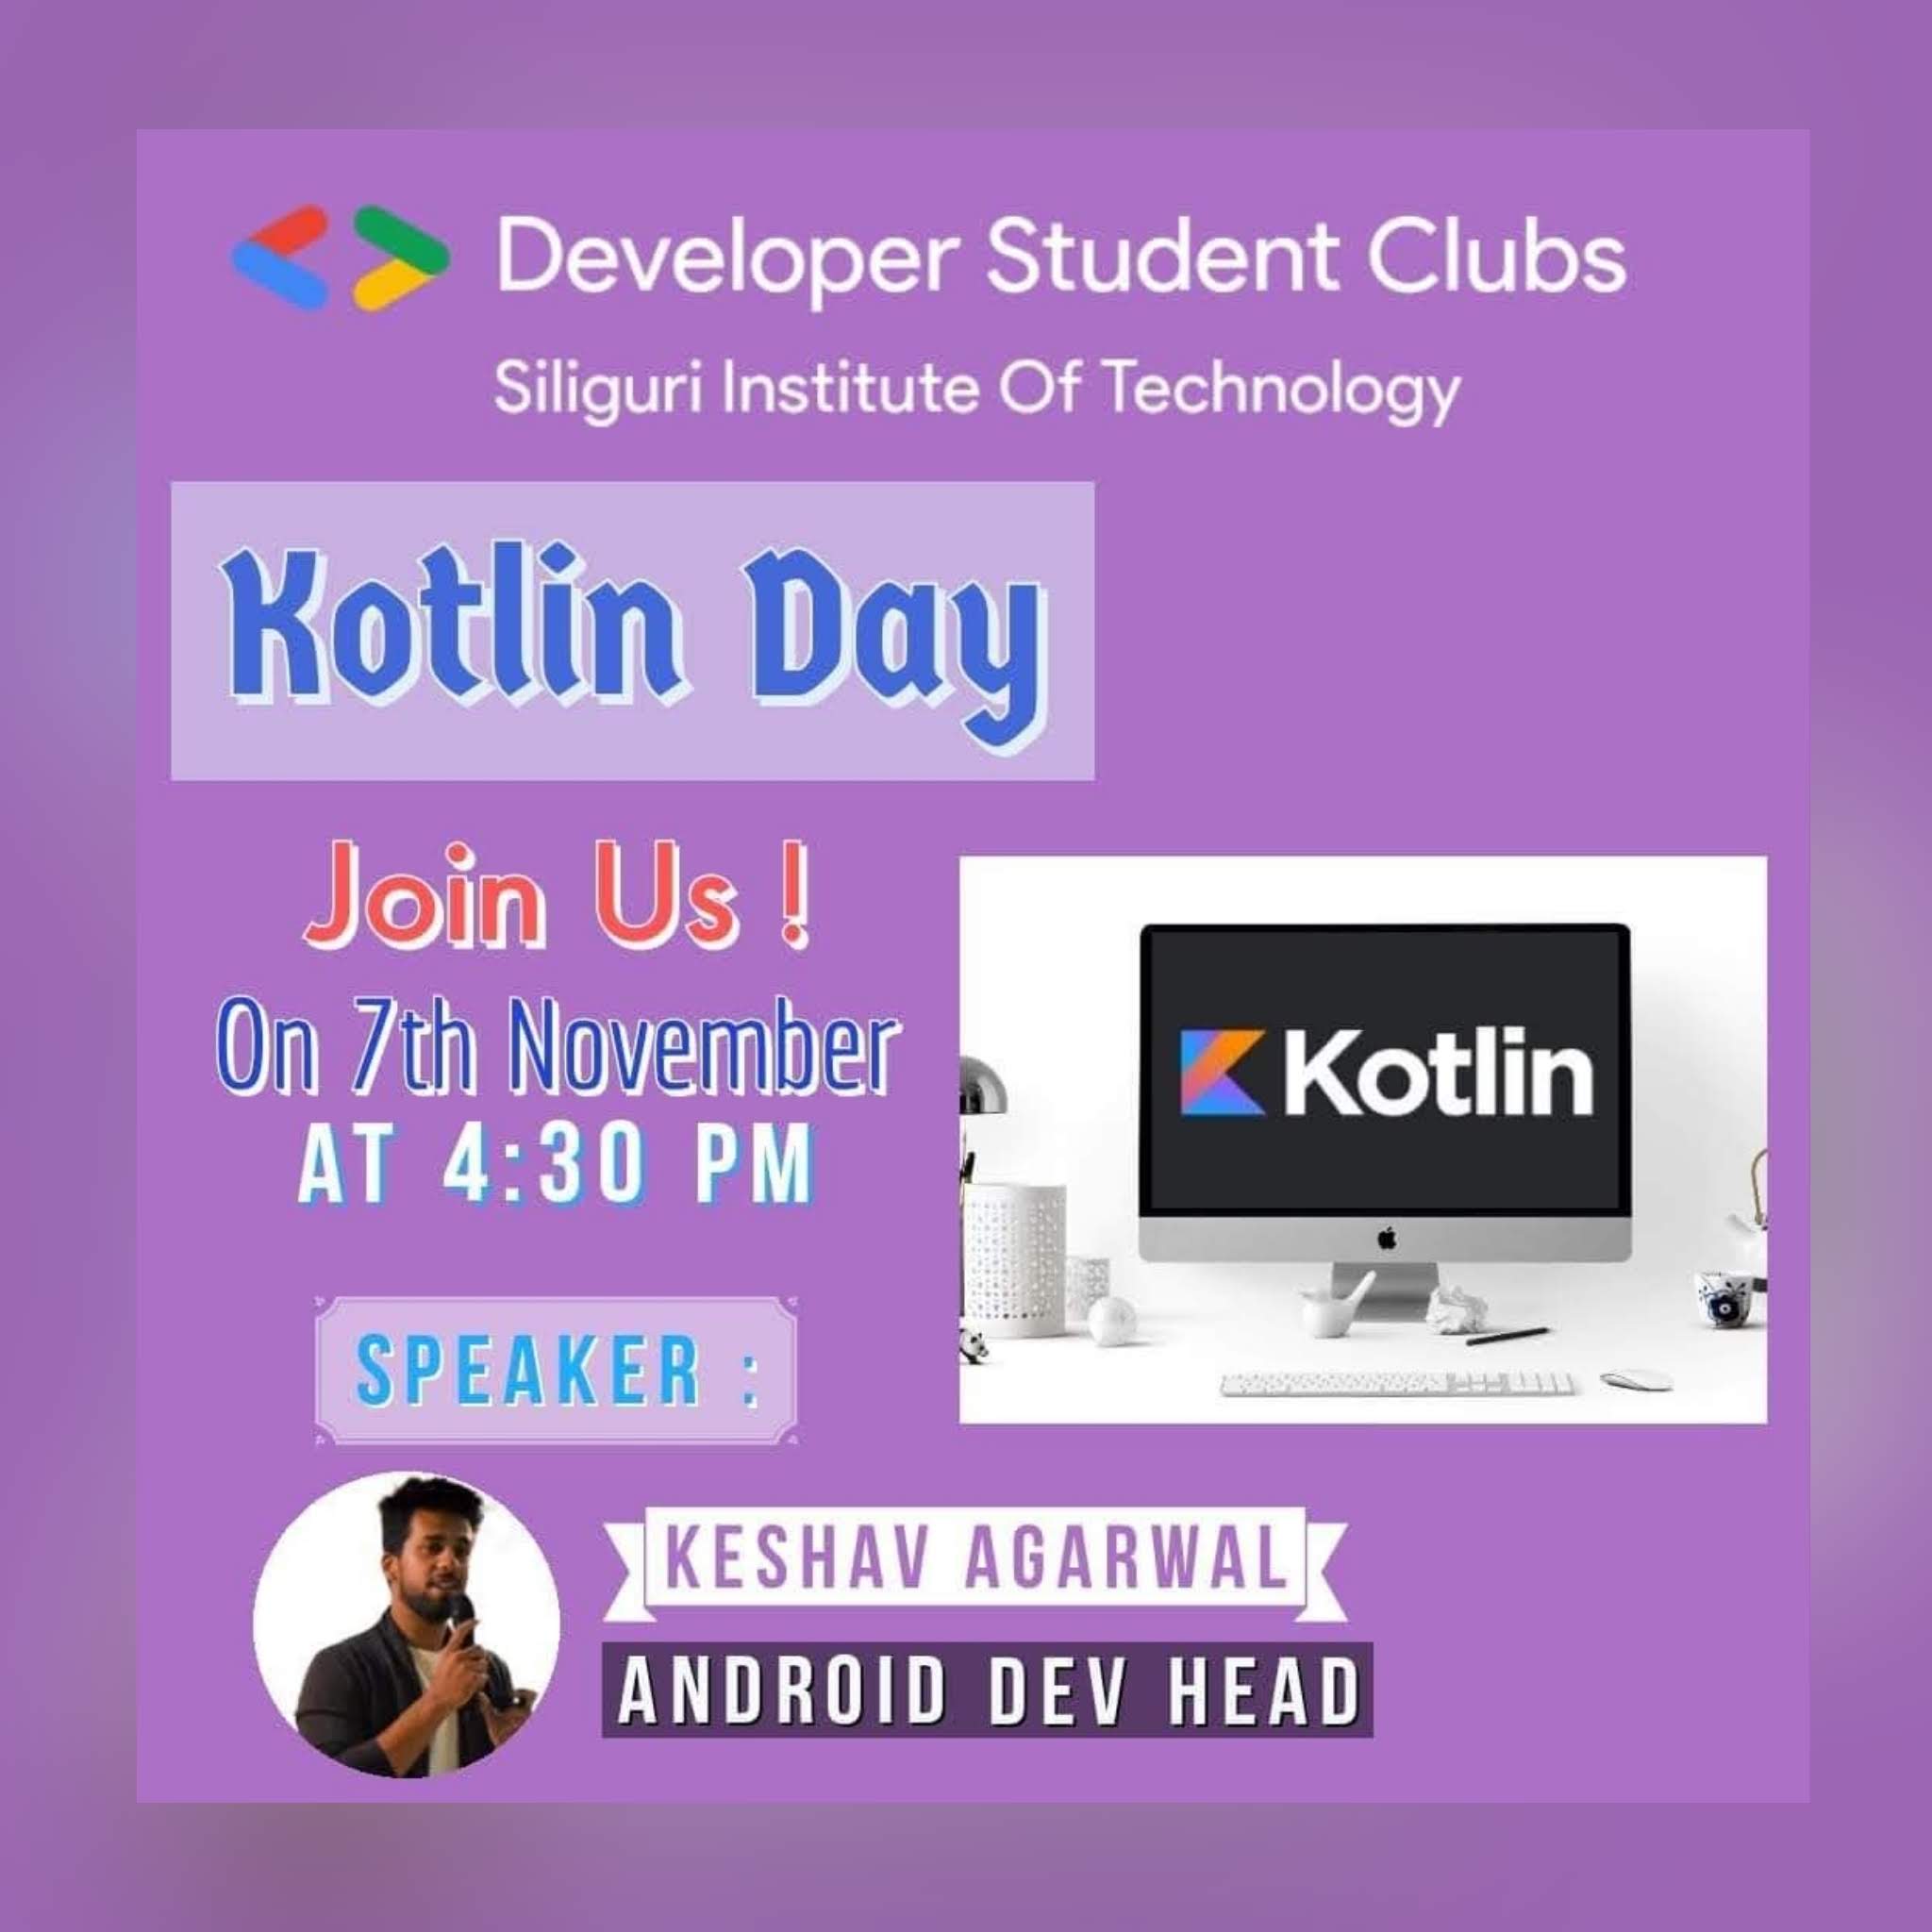 Developer Student Clubs
Siliguri Institute Of Technology
Kotlin Day
Join Us !
On 7th November
AT 4:30 PM
Kotlin
SPEAKER :
KESHAV AGARWAL
ANDROID DEV HEAD